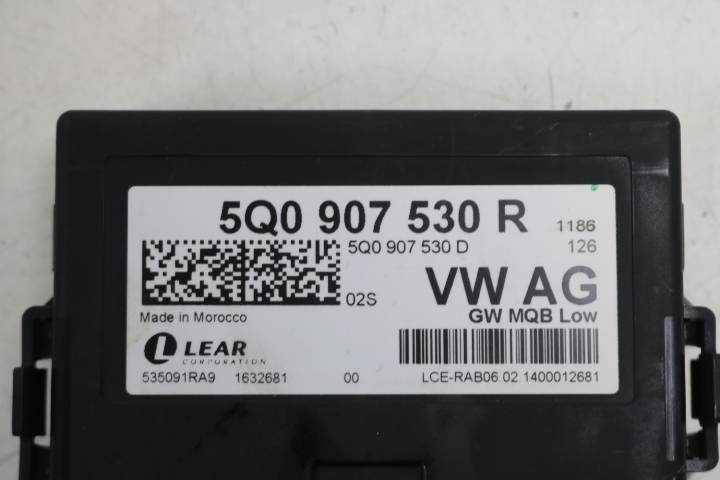 5Q0 907 530 R 1186
5Q0 907 530 D 126
02S VW AG
Made in Morocco GW MQB Low
LEAR
CORPORATION
535091RA9 1632681 00 LCE-RAB06.02.1400012681